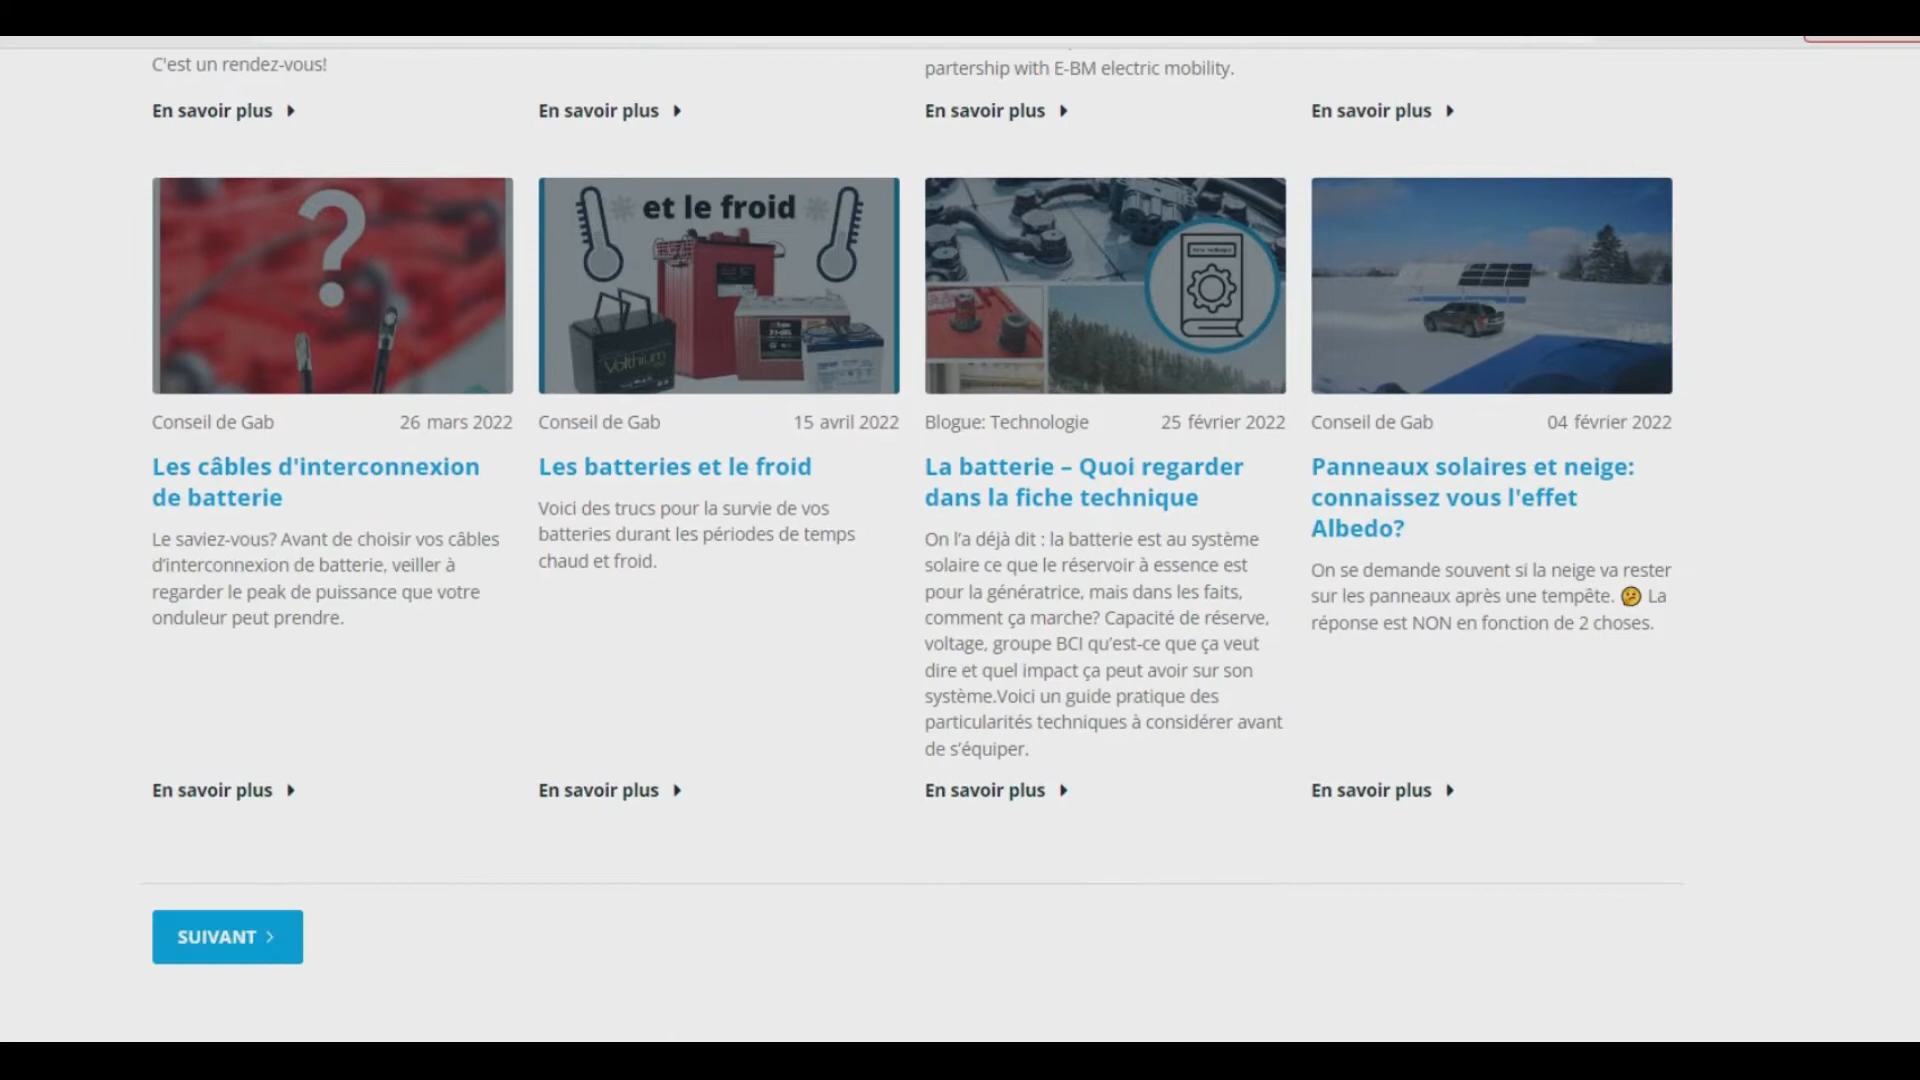 C'est un rendez-vous!
partership with E-BM electric mobility.
En savoir plus
En savoir plus
En savoir plus
En savoir plus
et le froid
Volthium
Conseil de Gab
26 mars 2022
Les câbles d'interconnexion
de batterie
Le saviez-vous? Avant de choisir vos câbles
d’interconnexion de batterie, veiller à
regarder le peak de puissance que votre
onduleur peut prendre.
Conseil de Gab
15 avril 2022
Les batteries et le froid
Voici des trucs pour la survie de vos
batteries durant les périodes de temps
chaud et froid.
Blogue: Technologie
25 février 2022
La batterie – Quoi regarder
dans la fiche technique
On l’a déjà dit : la batterie est au système
solaire ce que le réservoir à essence est
pour la génératrice, mais dans les faits,
comment ça marche? Capacité de réserve,
voltage, groupe BCI qu’est-ce que ça veut
dire et quel impact ça peut avoir sur son
système.Voici un guide pratique des
particularités techniques à considérer avant
de s’équiper.
Conseil de Gab
04 février 2022
Panneaux solaires et neige:
connaissez vous l'effet
Albedo?
On se demande souvent si la neige va rester
sur les panneaux après une tempête. 🤔 La
réponse est NON en fonction de 2 choses.
En savoir plus
En savoir plus
En savoir plus
En savoir plus
SUIVANT